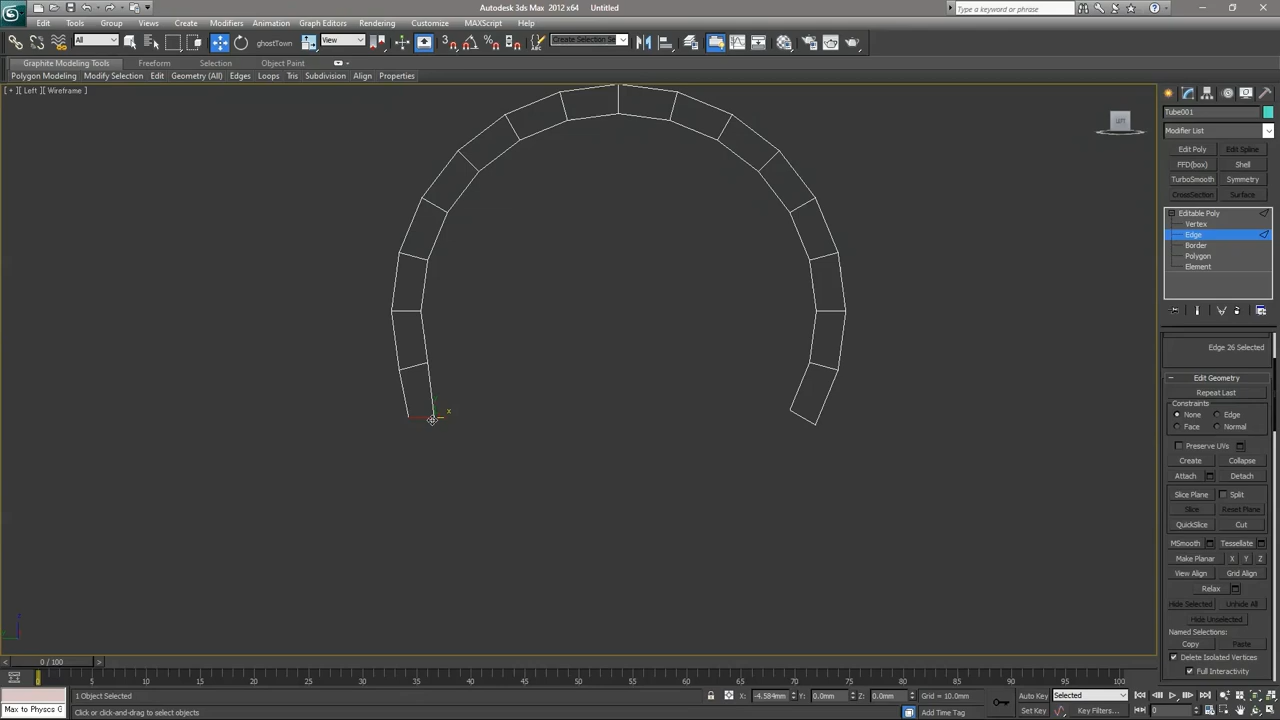 Autodesk 3ds Max 2012 x64 Untitled
Type a keyword or phrase
Edit Tools Group Views Create Modifiers Animation Graph Editors Rendering Customize MAXScript Help
All ghostTown View Create Selection Se
Graphite Modeling Tools Freeform Selection Object Paint
Polygon Modeling Modify Selection Edit Geometry (All) Edges Loops Tris Subdivision Align Properties
[ + ][ Left ][ Wireframe ]
LEFT
x
Tube001
Modifier List
Edit Poly Edit Spline
FFD(box) Shell
TurboSmooth Symmetry
CrossSection Surface
Editable Poly
Vertex
Edge
Border
Polygon
Element
Edge 26 Selected
Edit Geometry
Repeat Last
Constraints
None Edge
Face Normal
Preserve UVs
Create Collapse
Attach Detach
Slice Plane Split
Slice Reset Plane
QuickSlice Cut
MSmooth Tessellate
Make Planar X Y Z
View Align Grid Align
Relax
Hide Selected Unhide All
Hide Unselected
Named Selections:
Copy Paste
Delete Isolated Vertices
Full Interactivity
0 / 100
0 5 10 15 20 25 30 35 40 45 50 55 60 65 70 75 80 85 90 95 100
1 Object Selected X: -4.584mm Y: 0.0mm Z: 0.0mm Grid = 10.0mm Auto Key Selected
Max to Physics C Click or click-and-drag to select objects Add Time Tag Set Key Key Filters... 0